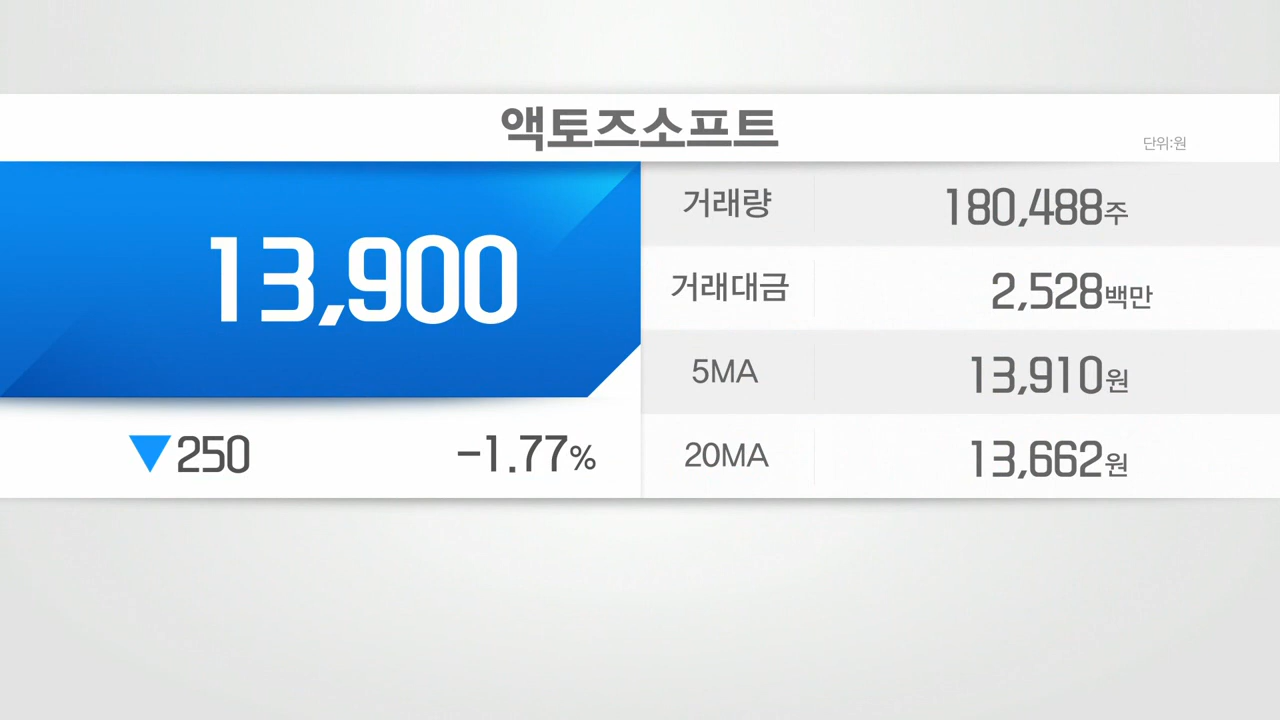 액토즈소프트
단위:원
13,900
▼250 -1.77%
거래량 180,488주
거래대금 2,528백만
5MA 13,910원
20MA 13,662원